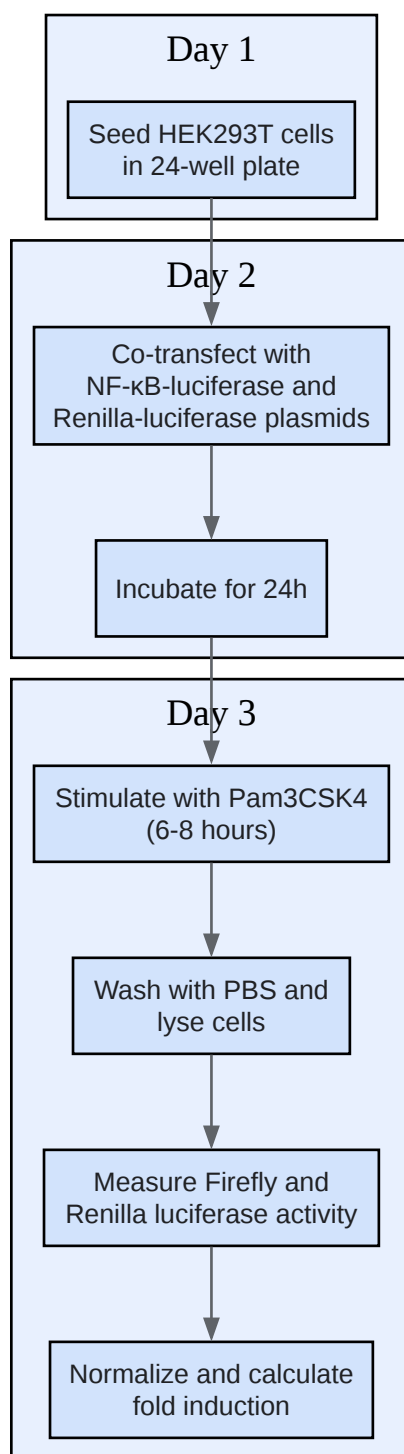 Day 1
Seed HEK293T cells
in 24-well plate
Day 2
Co-transfect with
NF-κB-luciferase and
Renilla-luciferase plasmids
Incubate for 24h
Day 3
Stimulate with Pam3CSK4
(6-8 hours)
Wash with PBS and
lyse cells
Measure Firefly and
Renilla luciferase activity
Normalize and calculate
fold induction